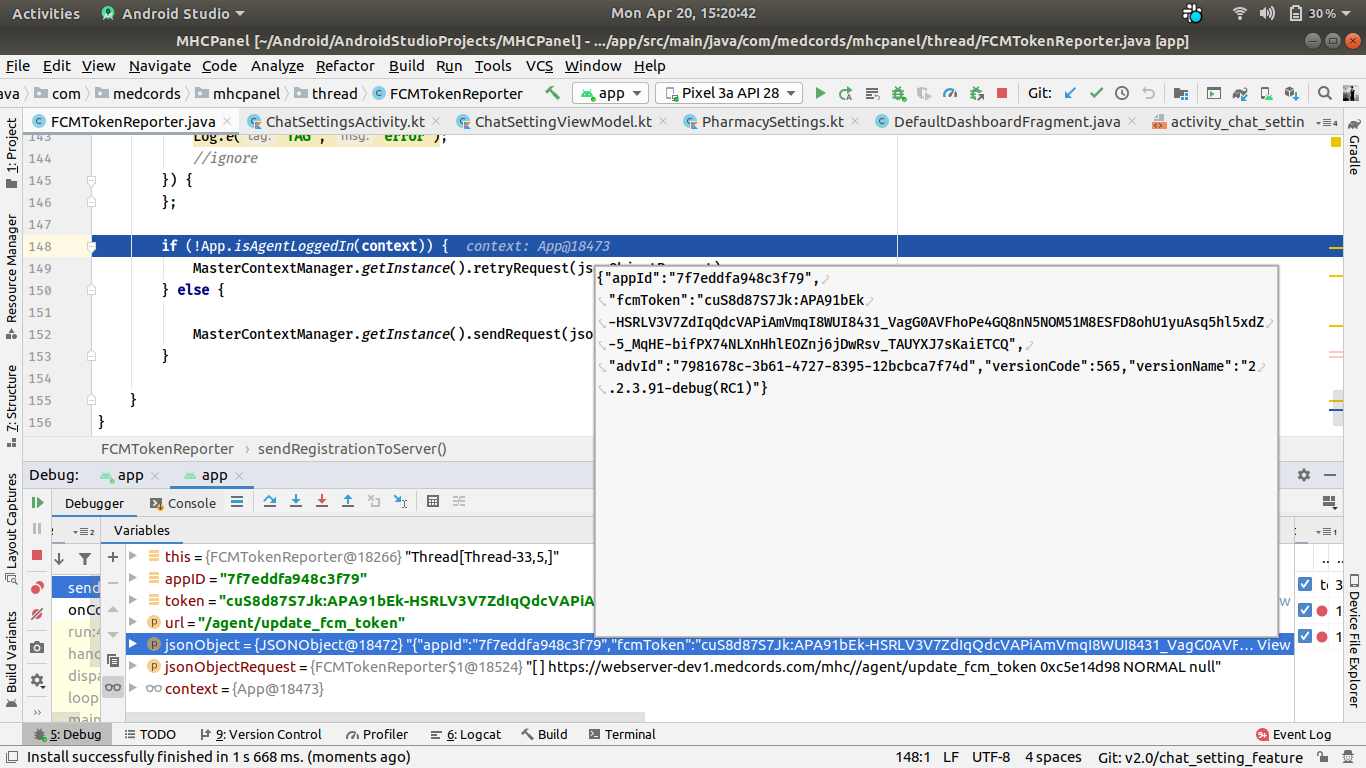 Activities Android Studio Mon Apr 20, 15:20:42 30%
MHCPanel [~/Android/AndroidStudioProjects/MHCPanel] - .../app/src/main/java/com/medcords/mhcpanel/thread/FCMTokenReporter.java [app]
File Edit View Navigate Code Analyze Refactor Build Run Tools VCS Window Help
ava com medcords mhcpanel thread FCMTokenReporter app Pixel 3a API 28 Git:
FCMTokenReporter.java ChatSettingsActivity.kt ChatSettingViewModel.kt PharmacySettings.kt DefaultDashboardFragment.java activity_chat_settin 4
1: Project
Resource Manager
7: Structure
Layout Captures
Build Variants
Gradle
Device File Explorer
143 Log.e( tag: "TAG", msg: "error");
144 //ignore
145 }) {
146 };
147
148 if (!App.isAgentLoggedIn(context)) { context: App@18473
149 MasterContextManager.getInstance().retryRequest(jsonObjectRequest);
150 } else {
151
152 MasterContextManager.getInstance().sendRequest(jso
153 }
154
155 }
156 }
{"appId":"7f7eddfa948c3f79",
"fcmToken":"cuS8d87S7Jk:APA91bEk
-HSRLV3V7ZdIqQdcVAPiAmVmqI8WUI8431_VagG0AVFhoPe4GQ8nN5NOM51M8ESFD8ohU1yuAsq5hl5xdZ
-5_MqHE-bifPX74NLXnHhlEOZnj6jDwRsv_TAUYXJ7sKaiETCQ",
"advId":"7981678c-3b61-4727-8395-12bcbca7f74d","versionCode":565,"versionName":"2
.2.3.91-debug(RC1)"}
FCMTokenReporter sendRegistrationToServer()
Debug: app app
Debugger Console
2 Variables 1
this = {FCMTokenReporter@18266} "Thread[Thread-33,5,]"
appID = "7f7eddfa948c3f79"
token = "cuS8d87S7Jk:APA91bEk-HSRLV3V7ZdIqQdcVAPiA
url = "/agent/update_fcm_token"
jsonObject = {JSONObject@18472} "{"appId":"7f7eddfa948c3f79","fcmToken":"cuS8d87S7Jk:APA91bEk-HSRLV3V7ZdIqQdcVAPiAmVmqI8WUI8431_VagG0AVF... View
jsonObjectRequest = {FCMTokenReporter$1@18524} "[ ] https://webserver-dev1.medcords.com/mhc//agent/update_fcm_token 0xc5e14d98 NORMAL null"
context = {App@18473}
send
onCo
run:4
hand
dispa
loop
main
5: Debug TODO 9: Version Control Profiler 6: Logcat Build Terminal 9+ Event Log
Install successfully finished in 1 s 668 ms. (moments ago) 148:1 LF UTF-8 4 spaces Git: v2.0/chat_setting_feature